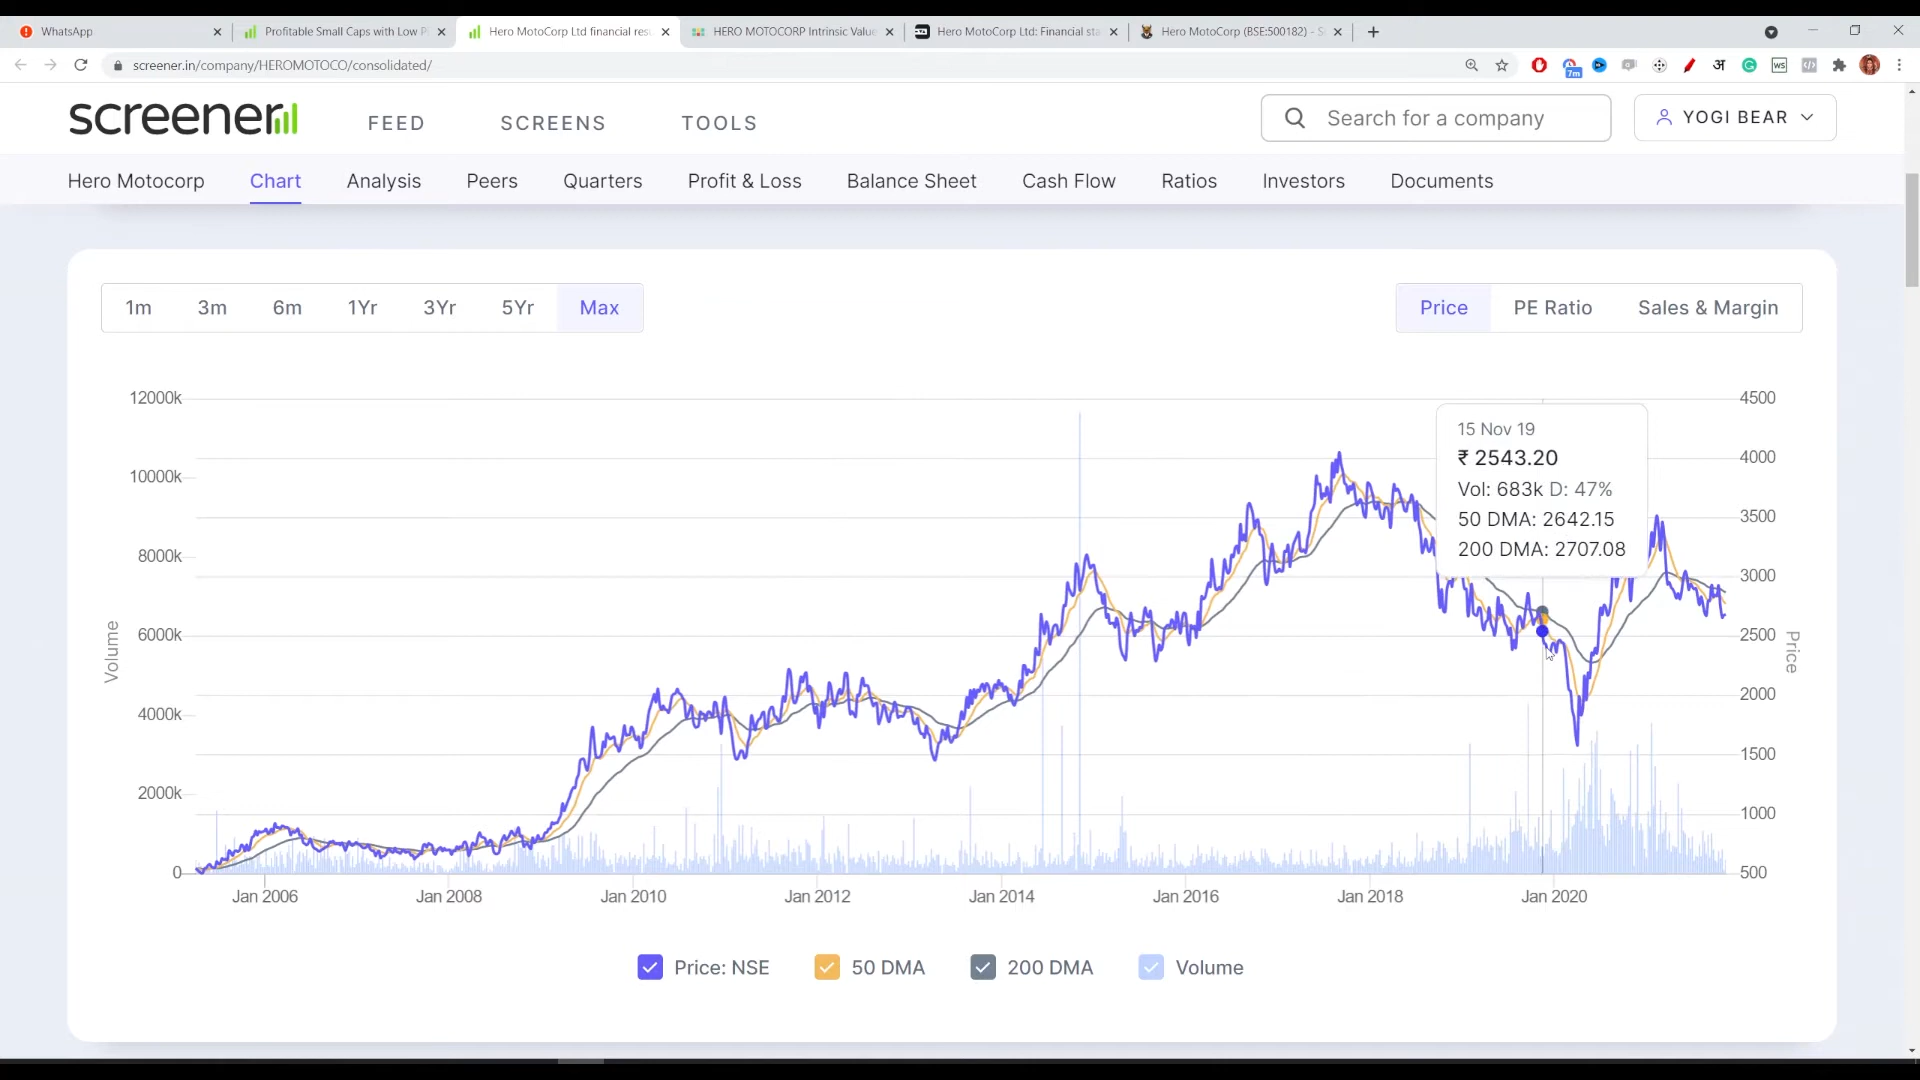 WhatsApp
Profitable Small Caps with Low P
Hero MotoCorp Ltd financial res
HERO MOTOCORP Intrinsic Value
Hero MotoCorp Ltd: Financial sta
Hero MotoCorp (BSE:500182) - S
screener.in/company/HEROMOTOCO/consolidated/
7m
अ
WS
screener
FEED
SCREENS
TOOLS
Search for a company
YOGI BEAR
Hero Motocorp
Chart
Analysis
Peers
Quarters
Profit & Loss
Balance Sheet
Cash Flow
Ratios
Investors
Documents
1m
3m
6m
1Yr
3Yr
5Yr
Max
Price
PE Ratio
Sales & Margin
12000k
10000k
8000k
6000k
4000k
2000k
0
Volume
15 Nov 19
₹ 2543.20
Vol: 683k D: 47%
50 DMA: 2642.15
200 DMA: 2707.08
4500
4000
3500
3000
2500
2000
1500
1000
500
Price
Jan 2006
Jan 2008
Jan 2010
Jan 2012
Jan 2014
Jan 2016
Jan 2018
Jan 2020
Price: NSE
50 DMA
200 DMA
Volume